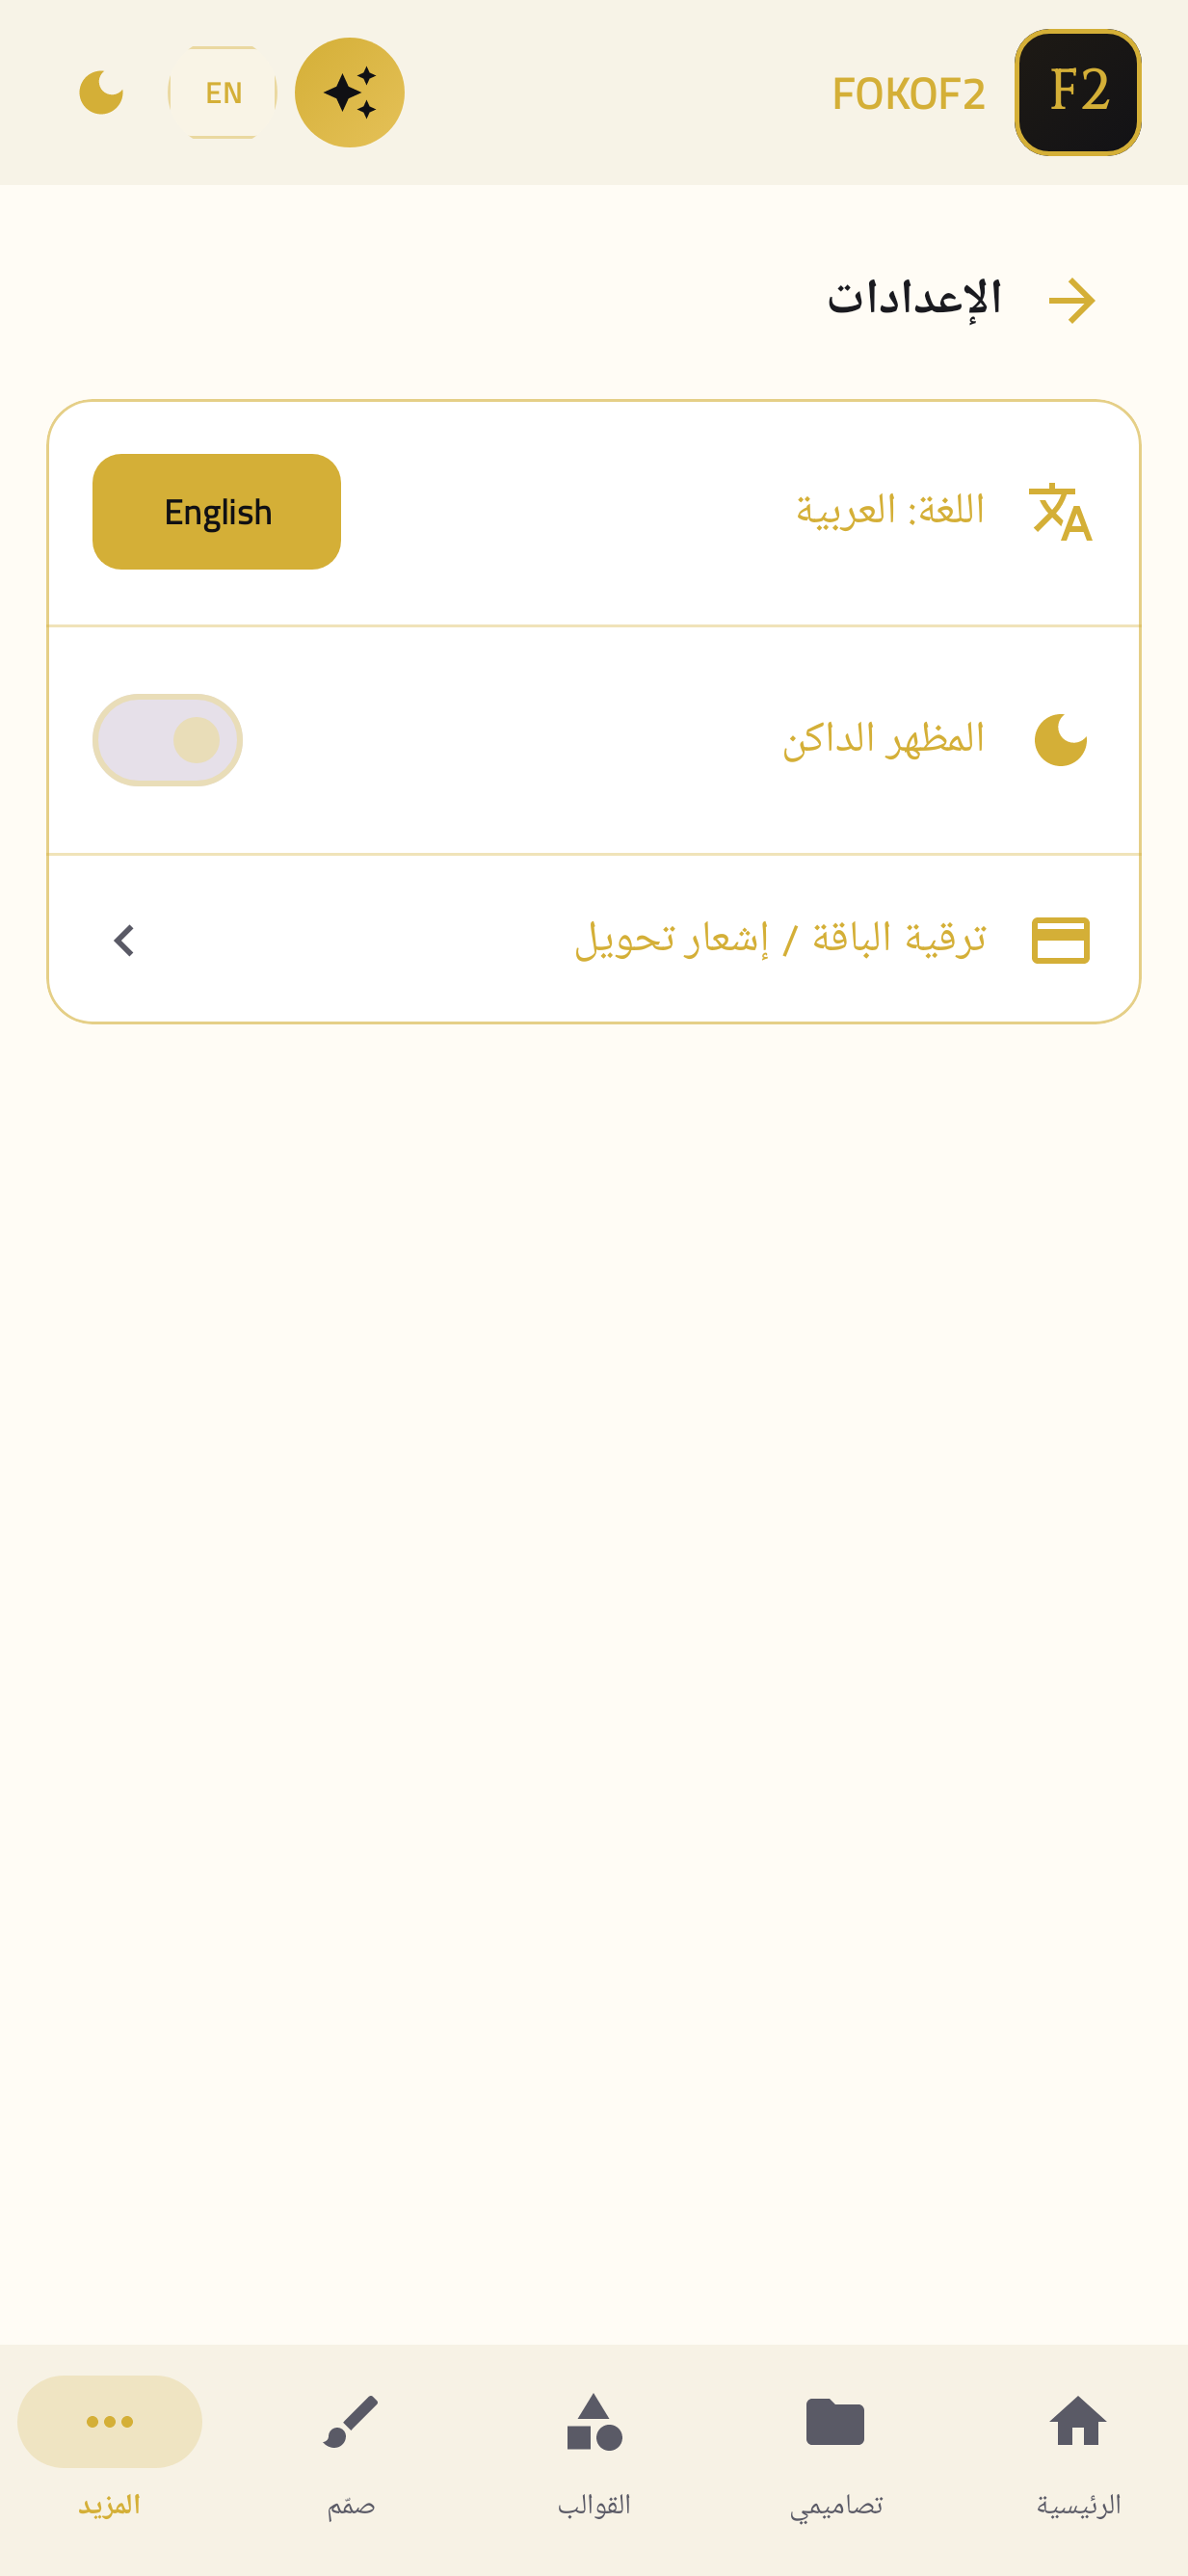 F2
FOKOF2
EN
الإعدادات
اللغة: العربية
English
المظهر الداكن
ترقية الباقة / إشعار تحويل
الرئيسية
تصاميمي
القوالب
صمّم
المزيد